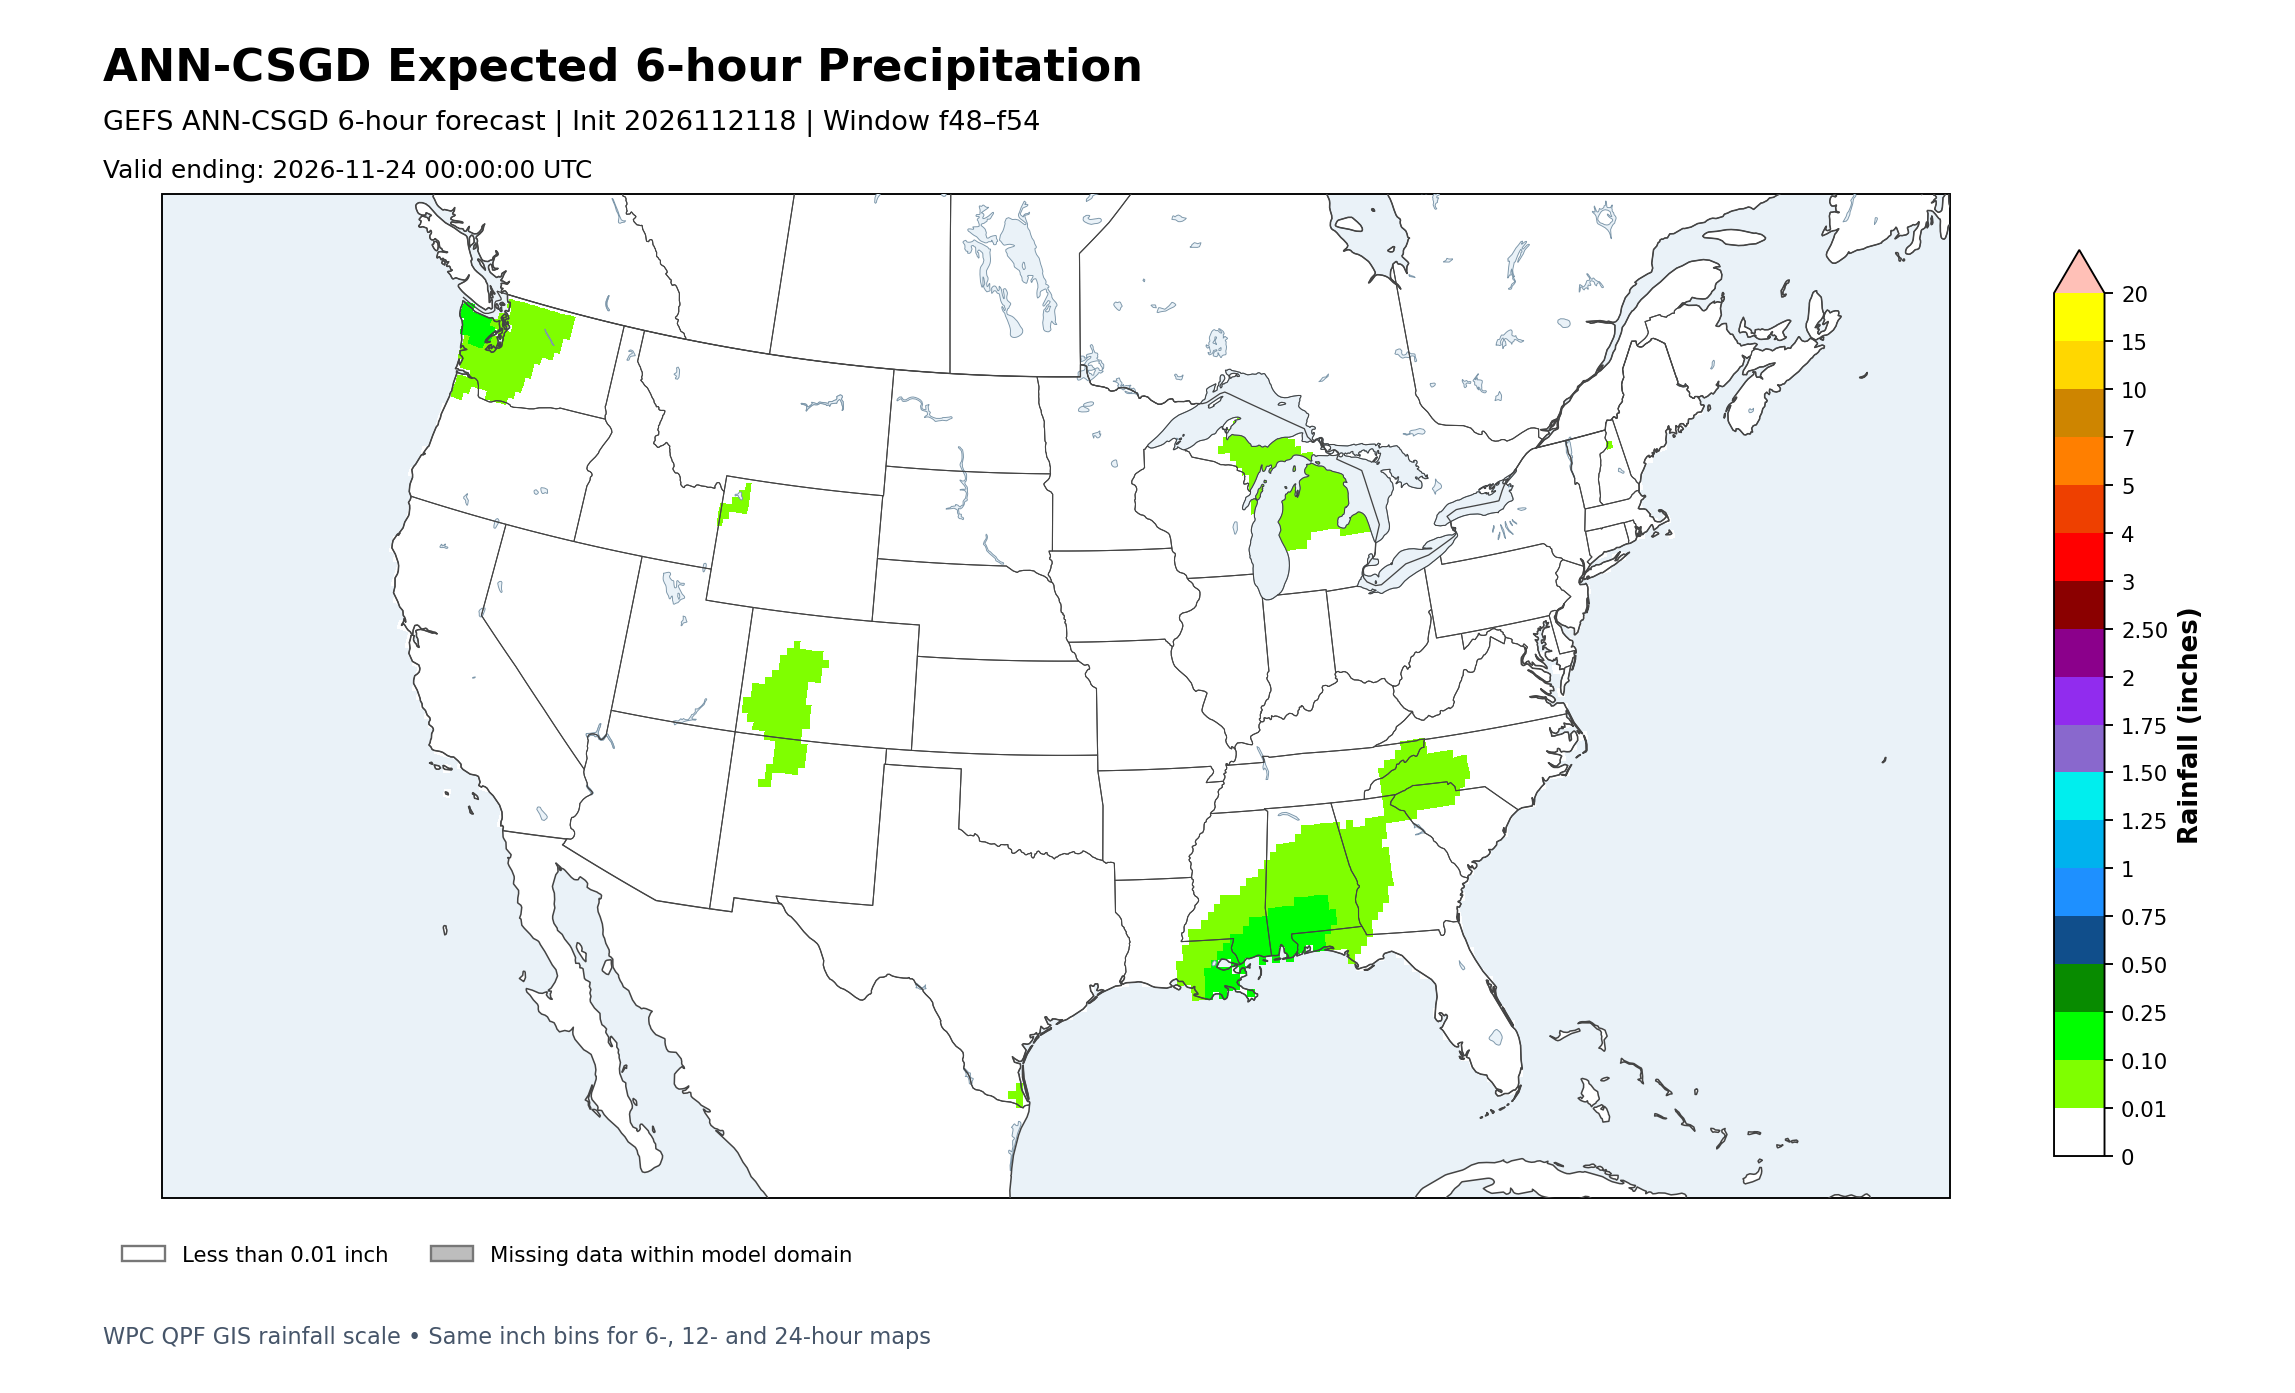 ANN-CSGD Expected 6-hour Precipitation
GEFS ANN-CSGD 6-hour forecast | Init 2026112118 | Window f48–f54
Valid ending: 2026-11-24 00:00:00 UTC
20
15
10
7
5
4
3
2.50
2
1.75
1.50
1.25
1
0.75
0.50
0.25
0.10
0.01
0
Rainfall (inches)
Less than 0.01 inch
Missing data within model domain
WPC QPF GIS rainfall scale • Same inch bins for 6-, 12- and 24-hour maps